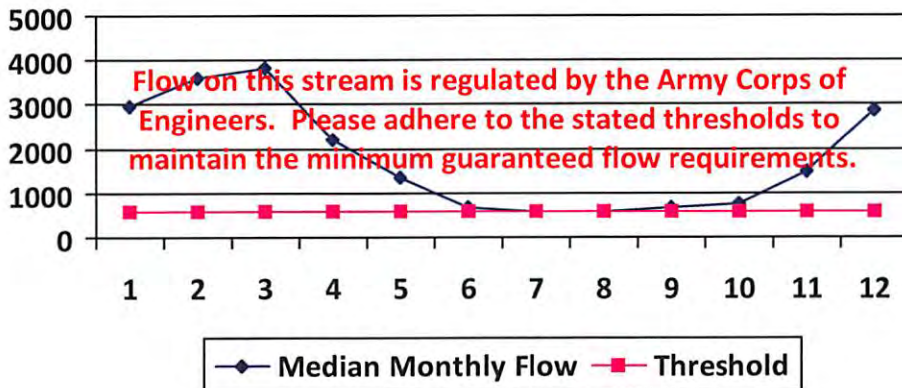 5000
4000
3000
2000
1000
0
Flow on this stream is regulated by the Army Corps of
Engineers. Please adhere to the stated thresholds to
maintain the minimum guaranteed flow requirements.
1 2 3 4 5 6 7 8 9 10 11 12
Median Monthly Flow Threshold